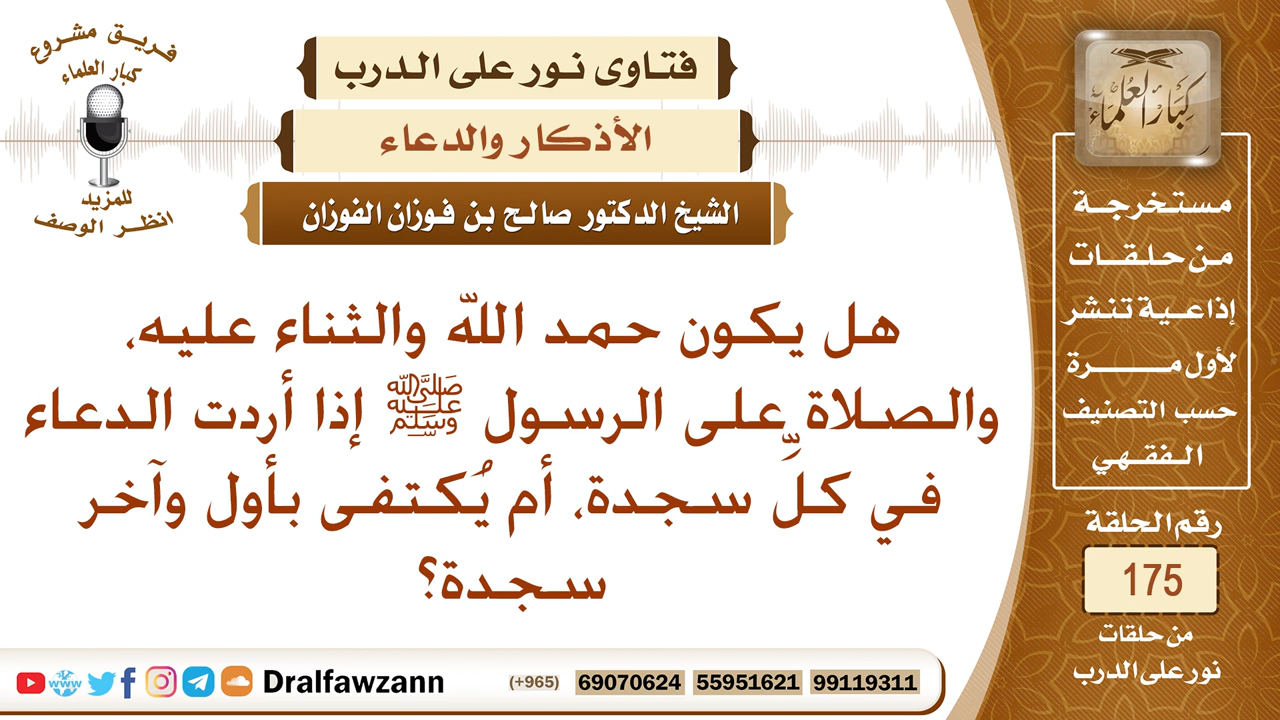 فريق مشروع
كبار العلماء
للمزيد
انظر الوصف
فتاوى نور على الدرب
الأذكار والدعاء
الشيخ الدكتور صالح بن فوزان الفوزان
هل يكون حمد الله والثناء عليه،
والصلاة على الرسول ﷺ إذا أردت الدعاء
في كلِّ سجدة، أم يُكتفى بأول وآخر
سجدة؟
كبار العلماء
مستخرجة
من حلقات
إذاعية تنشر
لأول مرة
حسب التصنيف
الفقهي
رقم الحلقة
175
من حلقات
نور على الدرب
www
Dralfawzann (+965) 69070624 55951621 99119311